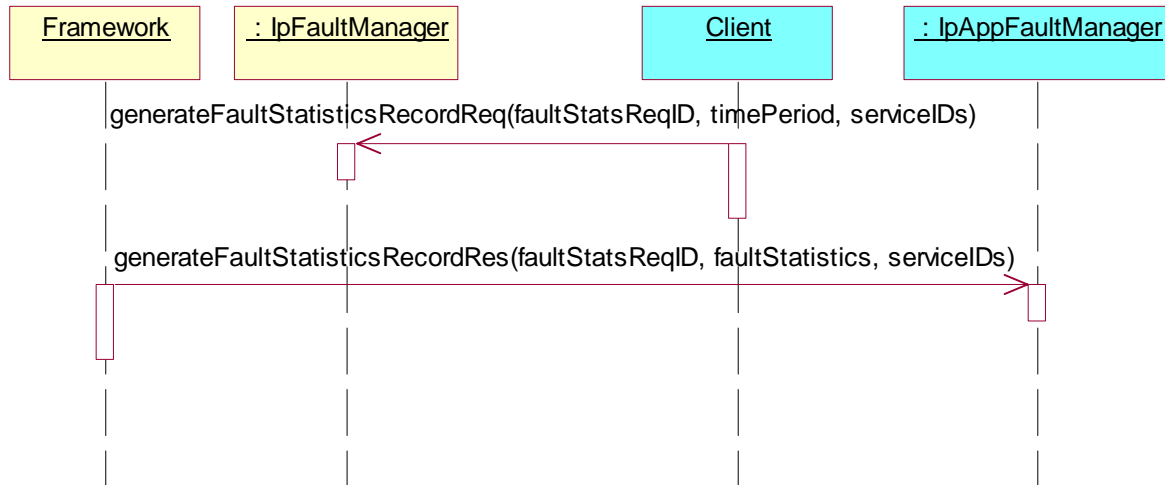 Framework
: IpFaultManager
Client
: IpAppFaultManager
generateFaultStatisticsRecordReq(faultStatsReqID, timePeriod, serviceIDs)
generateFaultStatisticsRecordRes(faultStatsReqID, faultStatistics, serviceIDs)